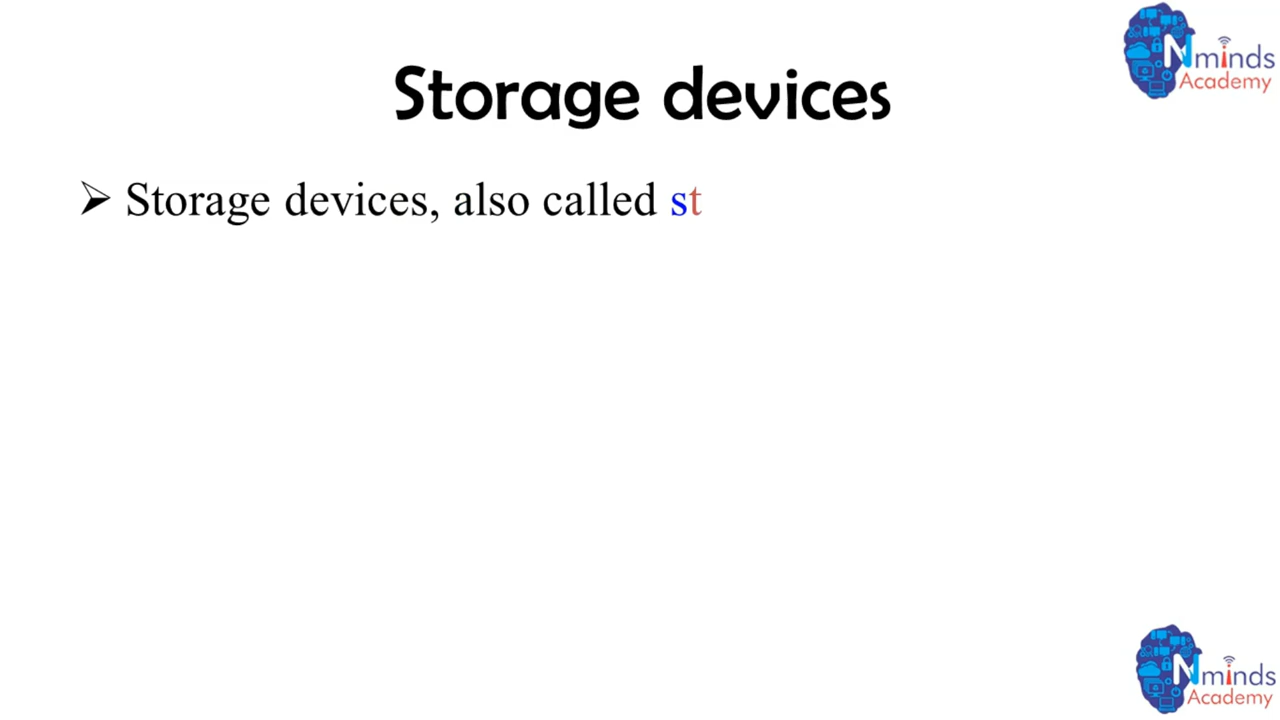 Nminds
Academy
Storage devices
➢ Storage devices, also called st
Nminds
Academy